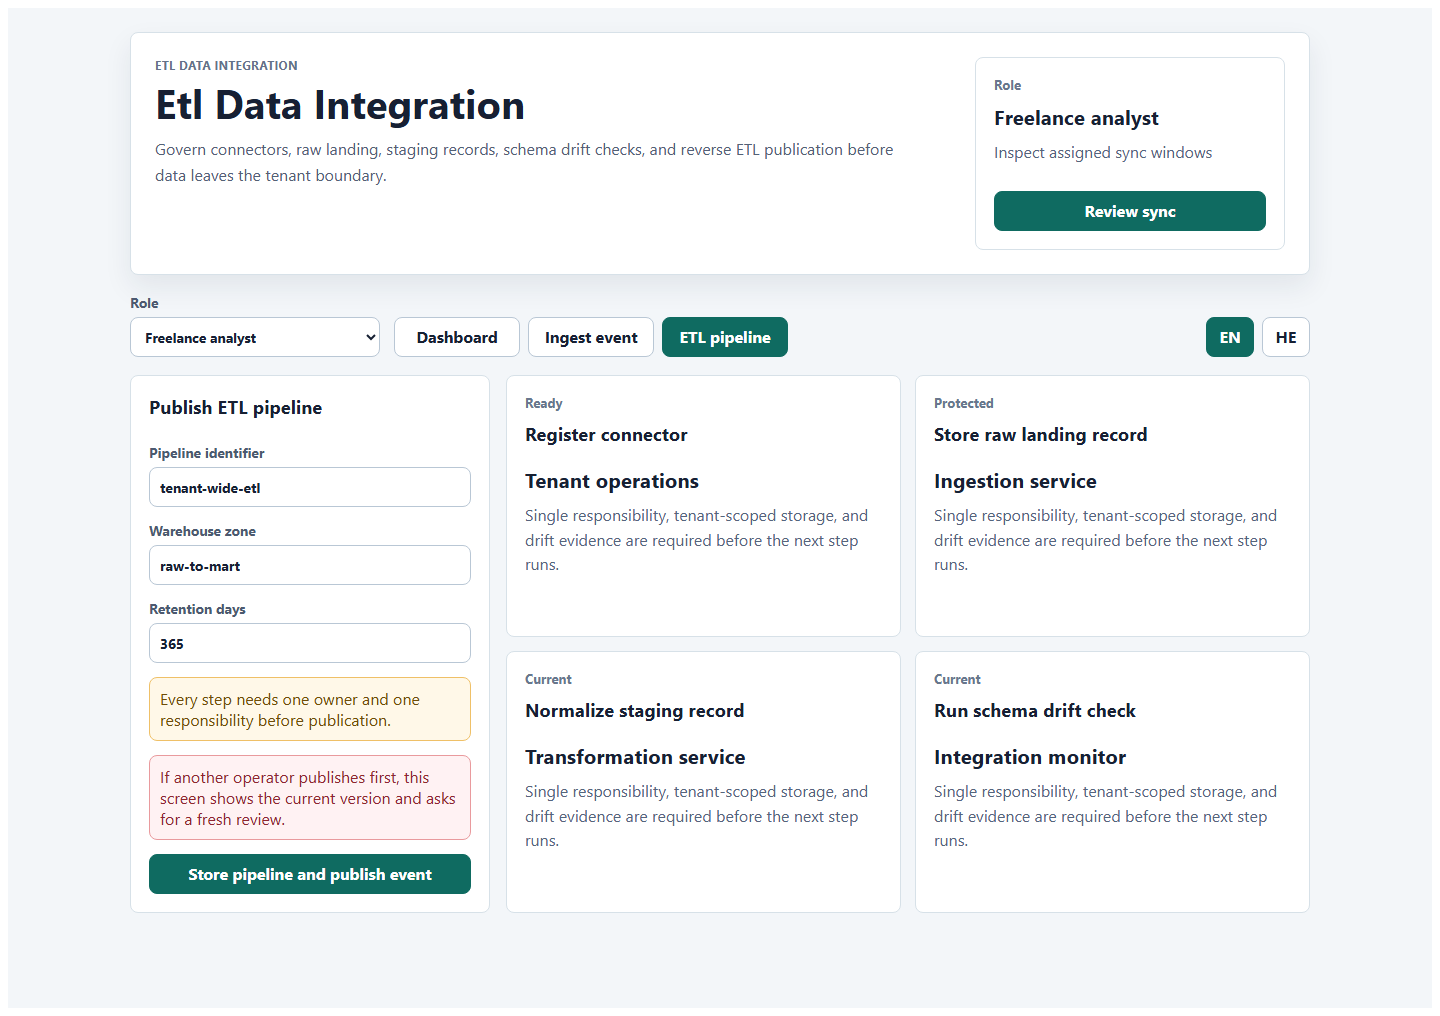 ETL DATA INTEGRATION
Etl Data Integration
Govern connectors, raw landing, staging records, schema drift checks, and reverse ETL publication before
data leaves the tenant boundary.
Role
Freelance analyst
Inspect assigned sync windows
Review sync
Role
Freelance analyst
Dashboard
Ingest event
ETL pipeline
EN
HE
Publish ETL pipeline
Pipeline identifier
tenant-wide-etl
Warehouse zone
raw-to-mart
Retention days
365
Every step needs one owner and one
responsibility before publication.
If another operator publishes first, this
screen shows the current version and asks
for a fresh review.
Store pipeline and publish event
Ready
Register connector
Tenant operations
Single responsibility, tenant-scoped storage, and
drift evidence are required before the next step
runs.
Protected
Store raw landing record
Ingestion service
Single responsibility, tenant-scoped storage, and
drift evidence are required before the next step
runs.
Current
Normalize staging record
Transformation service
Single responsibility, tenant-scoped storage, and
drift evidence are required before the next step
runs.
Current
Run schema drift check
Integration monitor
Single responsibility, tenant-scoped storage, and
drift evidence are required before the next step
runs.